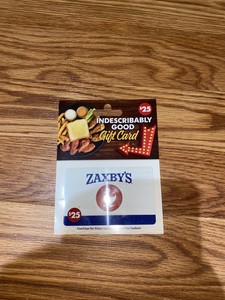 $25
INDESCRIBABLY
GOOD
Gift Card
ZAXBY'S
$25